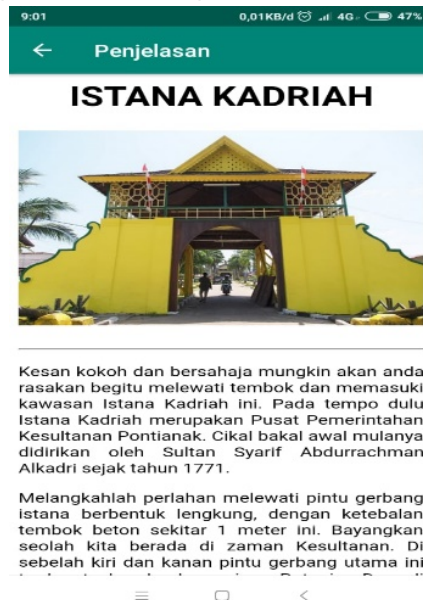 9:01 0,01KB/d 4G 47%
Penjelasan
ISTANA KADRIAH
Kesan kokoh dan bersahaja mungkin akan anda
rasakan begitu melewati tembok dan memasuki
kawasan Istana Kadriah ini. Pada tempo dulu
Istana Kadriah merupakan Pusat Pemerintahan
Kesultanan Pontianak. Cikal bakal awal mulanya
didirikan oleh Sultan Syarif Abdurrachman
Alkadri sejak tahun 1771.
Melangkahlah perlahan melewati pintu gerbang
istana berbentuk lengkung, dengan ketebalan
tembok beton sekitar 1 meter ini. Bayangkan
seolah kita berada di zaman Kesultanan. Di
sebelah kiri dan kanan pintu gerbang utama ini